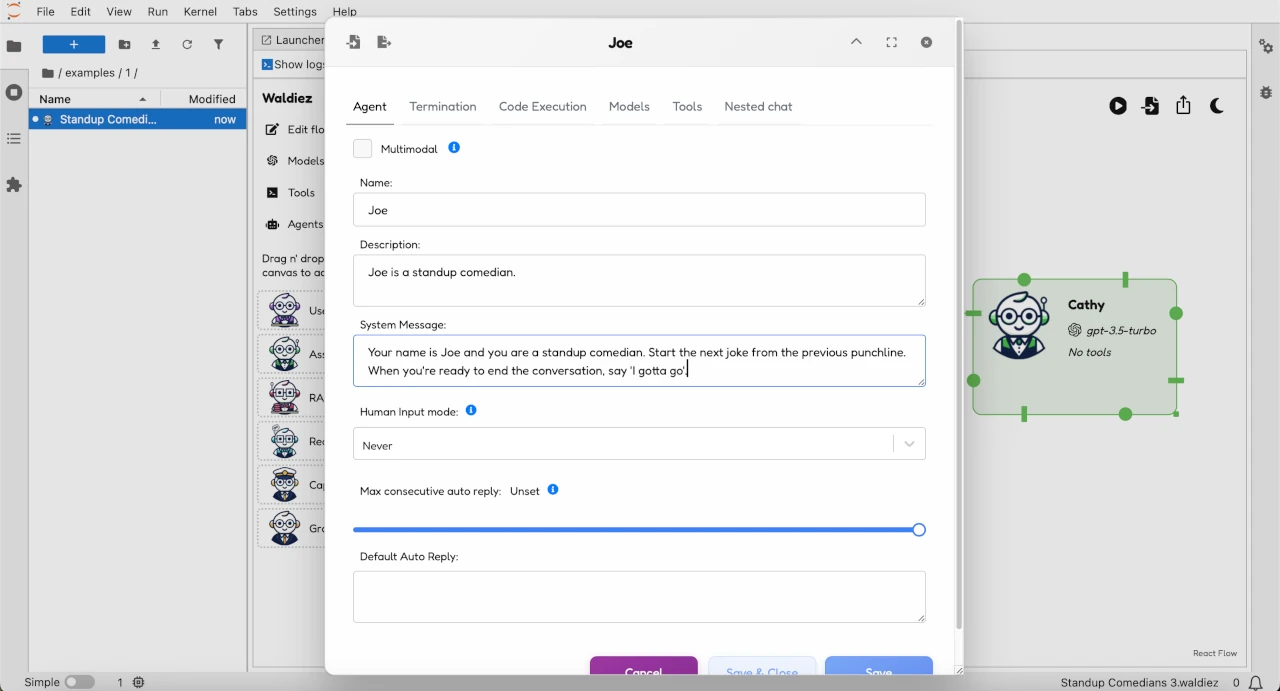 File Edit View Run Kernel Tabs Settings Help
/ examples / 1 /
Name Modified
Standup Comedi... now
Launcher
Show logs
Waldiez
Edit flo
Models
Tools
Agents
Drag n' drop
canvas to ac
Use
Ass
RA
Rec
Cap
Gro
Joe
Agent Termination Code Execution Models Tools Nested chat
Multimodal
Name:
Joe
Description:
Joe is a standup comedian.
System Message:
Your name is Joe and you are a standup comedian. Start the next joke from the previous punchline.
When you're ready to end the conversation, say 'I gotta go'.
Human Input mode:
Never
Max consecutive auto reply: Unset
Default Auto Reply:
Cancel Save & Close Save
Cathy
gpt-3.5-turbo
No tools
React Flow
Simple 1 Standup Comedians 3.waldiez 0